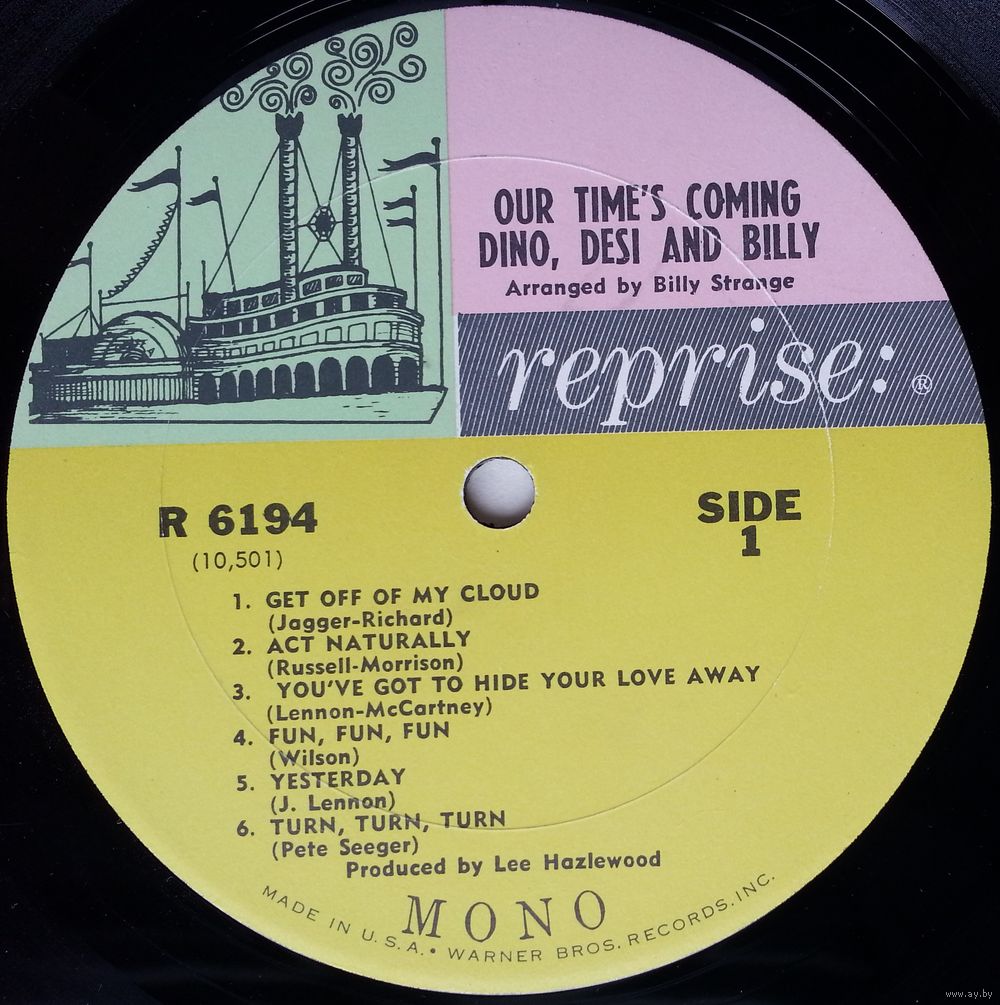 OUR TIME'S COMING
DINO, DESI AND BILLY
Arranged by Billy Strange
reprise: ®
R 6194
(10,501)
SIDE
1
1. GET OFF OF MY CLOUD
(Jagger-Richard)
2. ACT NATURALLY
(Russell-Morrison)
3. YOU'VE GOT TO HIDE YOUR LOVE AWAY
(Lennon-McCartney)
4. FUN, FUN, FUN
(Wilson)
5. YESTERDAY
(J. Lennon)
6. TURN, TURN, TURN
(Pete Seeger)
Produced by Lee Hazlewood
MONO
MADE IN U.S.A. • WARNER BROS. RECORDS, INC.
www.ay.by